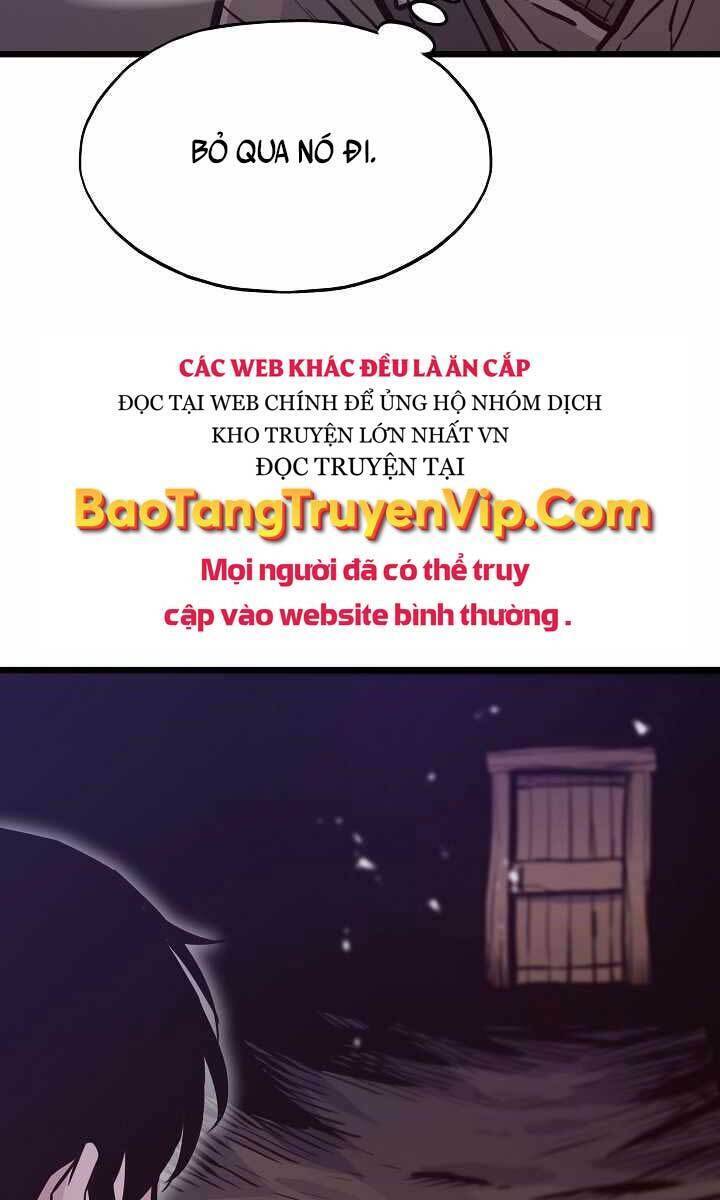 BỎ QUA NÓ ĐI.
CÁC WEB KHÁC ĐỀU LÀ ĂN CẮP
ĐỌC TẠI WEB CHÍNH ĐỂ ỦNG HỘ NHÓM DỊCH
KHO TRUYỆN LỚN NHẤT VN
ĐỌC TRUYỆN TẠI
BaoTangTruyenVip.Com
Mọi người đã có thể truy
cập vào website bình thường .